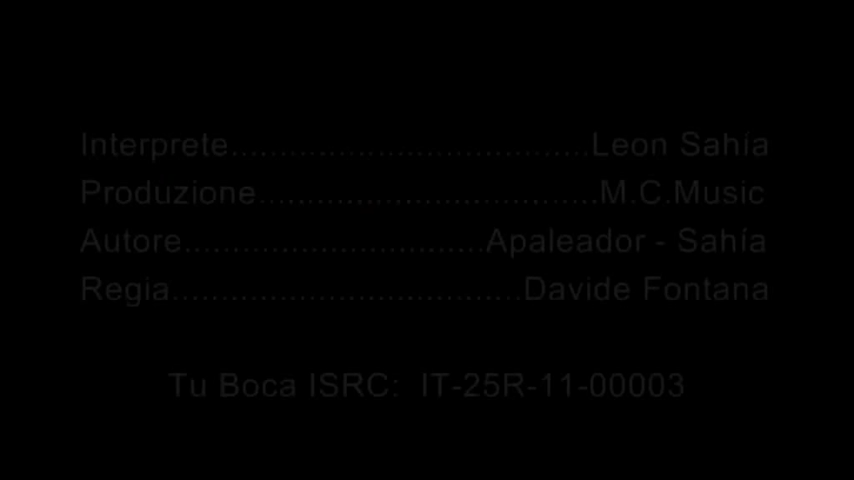 Interprete.....................................Leon Sahía
Produzione...................................M.C.Music
Autore...............................Apaleador - Sahía
Regia....................................Davide Fontana
Tu Boca ISRC: IT-25R-11-00003